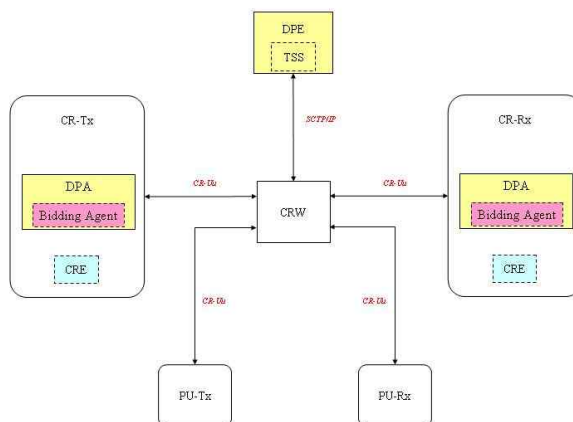 DPE
TSS
SCTP/IP
CR-Tx
DPA
Bidding Agent
CRE
CR-Uu
CRW
CR-Uu
CR-Rx
DPA
Bidding Agent
CRE
CR-Uu
CR-Uu
PU-Tx
PU-Rx